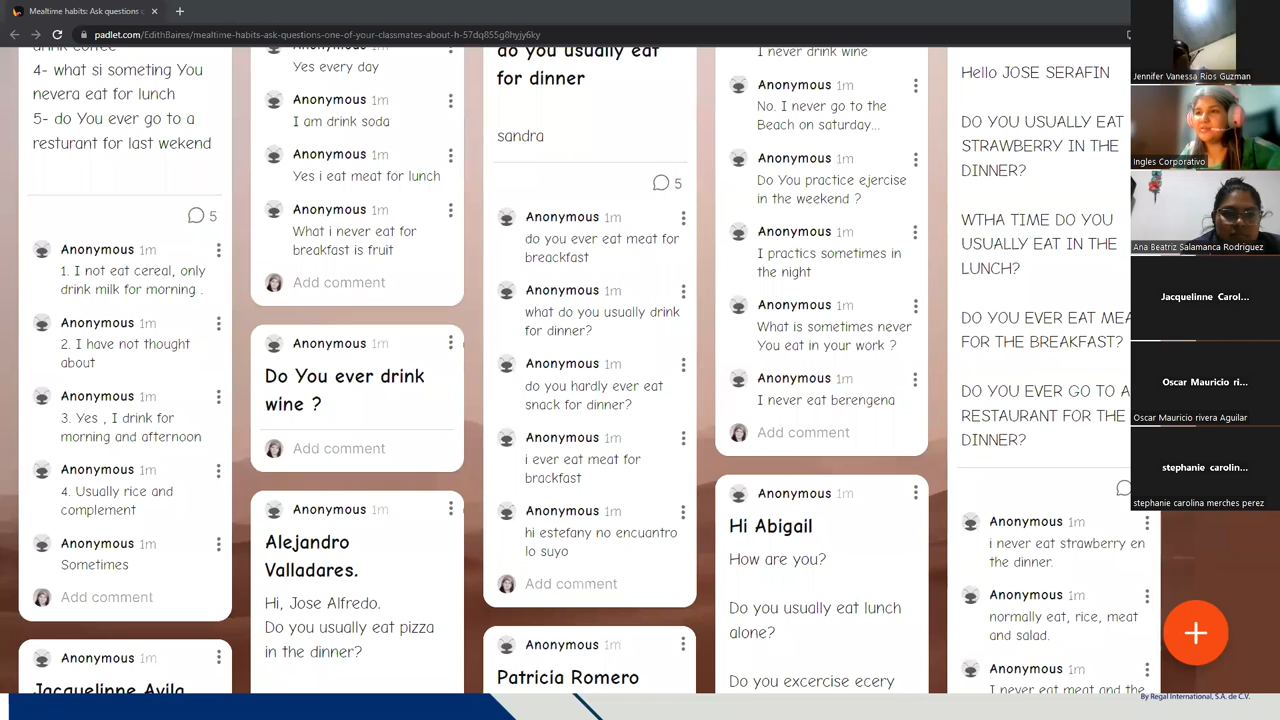 Mealtime habits: Ask questions
padlet.com/EdithBaires/mealtime-habits-ask-questions-one-of-your-classmates-about-h-57dq855g8hyjy6ky
drink coffee
4- what si someting You
nevera eat for lunch
5- do You ever go to a
resturant for last wekend
5
Anonymous 1m
1. I not eat cereal, only
drink milk for morning .
Anonymous 1m
2. I have not thought
about
Anonymous 1m
3. Yes , I drink for
morning and afternoon
Anonymous 1m
4. Usually rice and
complement
Anonymous 1m
Sometimes
Add comment
Anonymous 1m
Jacquelinne Avila
Yes every day
Anonymous 1m
I am drink soda
Anonymous 1m
Yes i eat meat for lunch
Anonymous 1m
What i never eat for
breakfast is fruit
Add comment
Anonymous 1m
Do You ever drink
wine ?
Add comment
Anonymous 1m
Alejandro
Valladares.
Hi, Jose Alfredo.
Do you usually eat pizza
in the dinner?
do you usually eat
for dinner
sandra
5
Anonymous 1m
do you ever eat meat for
breackfast
Anonymous 1m
what do you usually drink
for dinner?
Anonymous 1m
do you hardly ever eat
snack for dinner?
Anonymous 1m
i ever eat meat for
brackfast
Anonymous 1m
hi estefany no encuantro
lo suyo
Add comment
Anonymous 1m
Patricia Romero
I never drink wine
Anonymous 1m
No. I never go to the
Beach on saturday...
Anonymous 1m
Do You practice ejercise
in the weekend ?
Anonymous 1m
I practics sometimes in
the night
Anonymous 1m
What is sometimes never
You eat in your work ?
Anonymous 1m
I never eat berengena
Add comment
Anonymous 1m
Hi Abigail
How are you?
Do you usually eat lunch
alone?
Do you excercise ecery
Hello JOSE SERAFIN
DO YOU USUALLY EAT
STRAWBERRY IN THE
DINNER?
WTHA TIME DO YOU
USUALLY EAT IN THE
LUNCH?
DO YOU EVER EAT
FOR THE BREAKFAST?
DO YOU EVER GO TO A
RESTAURANT FOR THE
DINNER?
Anonymous 1m
i never eat strawberry en
the dinner.
Anonymous 1m
normally eat, rice, meat
and salad.
Anonymous 1m
I never eat meat and the
Jennifer Vanessa Rios Guzman
Ingles Corporativo
Ana Beatriz Salamanca Rodriguez
Jacquelinne Carol...
Oscar Mauricio ri...
Oscar Mauricio rivera Aguilar
stephanie carolin...
stephanie carolina merches perez
By Regal International, S.A. de C.V.